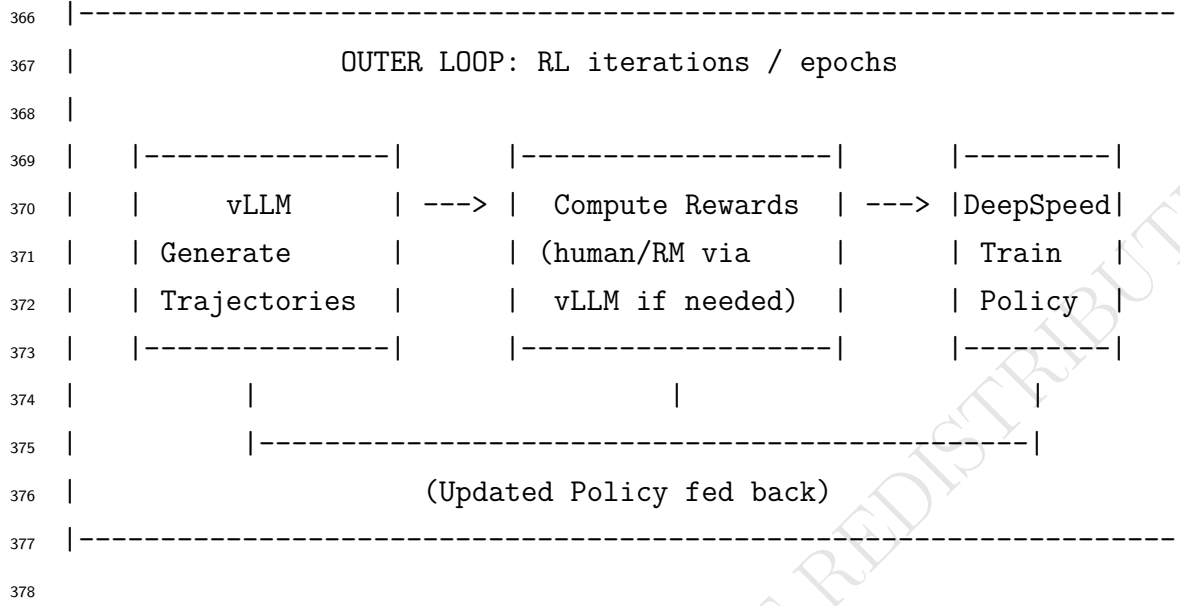 366 |--------------------------------------------------------------------
367 |                OUTER LOOP: RL iterations / epochs
368 |
369 |   |---------------|       |-------------------|       |---------|
370 |   |     vLLM      | ---> |  Compute Rewards  | ---> |DeepSpeed|
371 |   | Generate      |       | (human/RM via     |       | Train   |
372 |   | Trajectories  |       |  vLLM if needed)  |       | Policy  |
373 |   |---------------|       |-------------------|       |---------|
374 |          |                          |                      |
375 |          |-----------------------------------------------|
376 |                     (Updated Policy fed back)
377 |--------------------------------------------------------------------
378
REDISTRIBUT